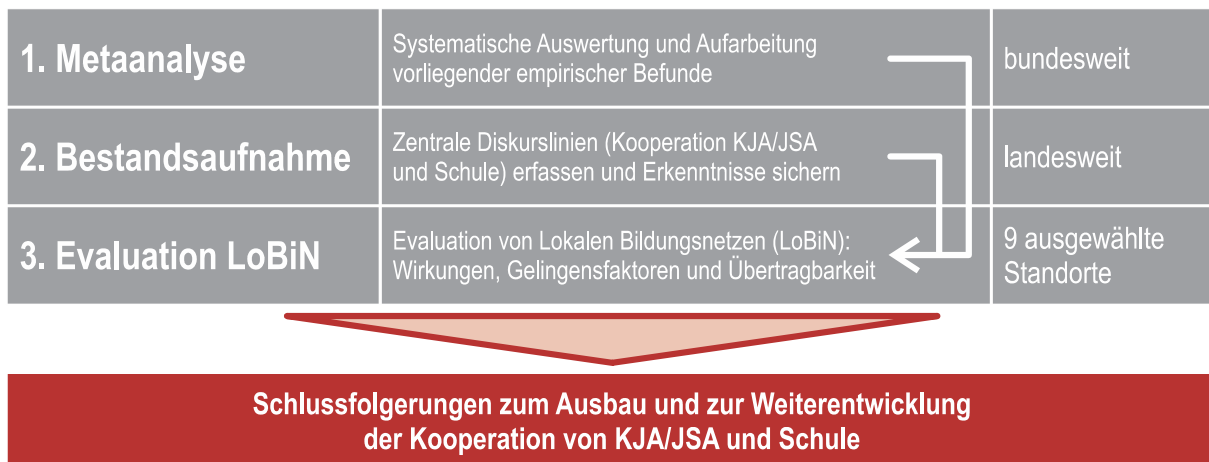 1. Metaanalyse
Systematische Auswertung und Aufarbeitung
vorliegender empirischer Befunde
bundesweit
2. Bestandsaufnahme
Zentrale Diskurslinien (Kooperation KJA/JSA
und Schule) erfassen und Erkenntnisse sichern
landesweit
3. Evaluation LoBiN
Evaluation von Lokalen Bildungsnetzen (LoBiN):
Wirkungen, Gelingensfaktoren und Übertragbarkeit
9 ausgewählte
Standorte
Schlussfolgerungen zum Ausbau und zur Weiterentwicklung
der Kooperation von KJA/JSA und Schule